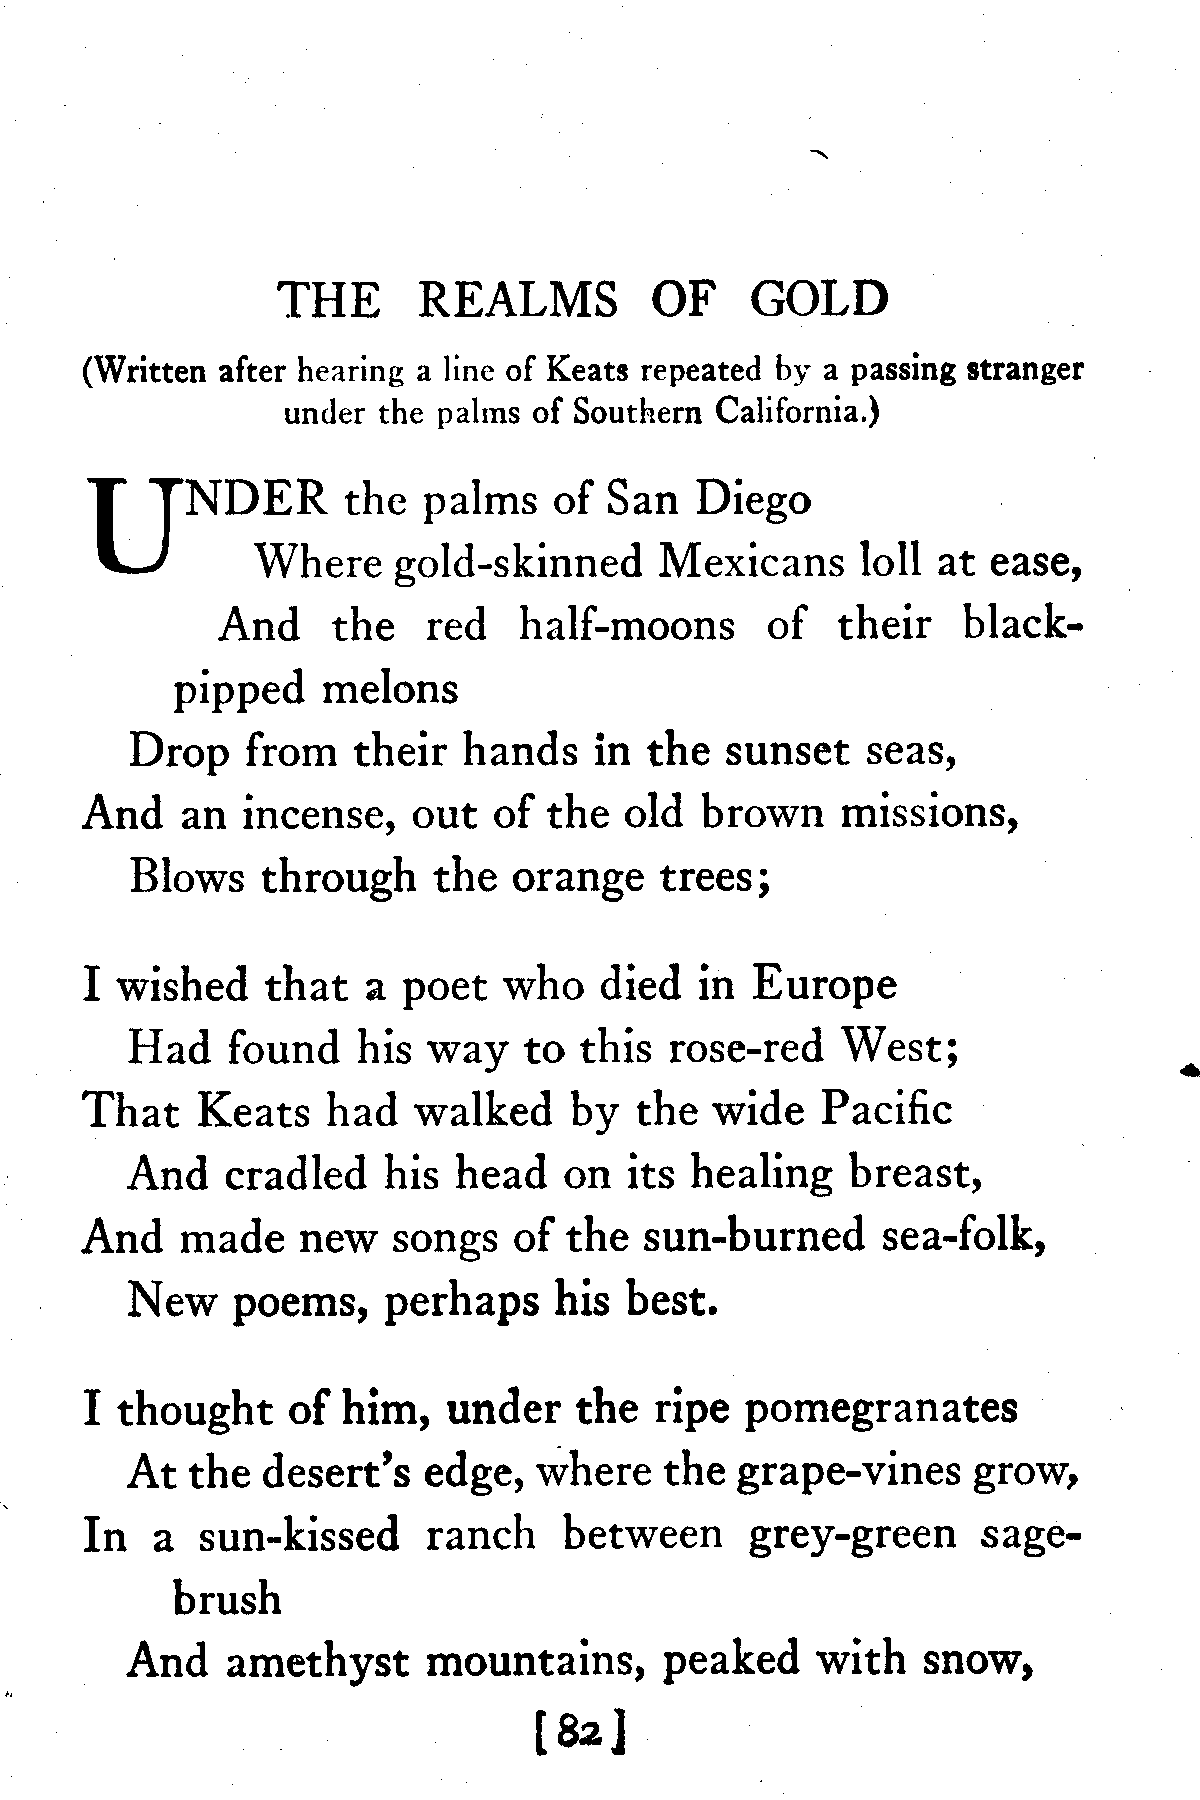 THE REALMS OF GOLD
(Written after hearing a line of Keats repeated by a passing stranger
under the palms of Southern California.)
UNDER the palms of San Diego
Where gold-skinned Mexicans loll at ease,
And the red half-moons of their black-
pipped melons
Drop from their hands in the sunset seas,
And an incense, out of the old brown missions,
Blows through the orange trees;
I wished that a poet who died in Europe
Had found his way to this rose-red West;
That Keats had walked by the wide Pacific
And cradled his head on its healing breast,
And made new songs of the sun-burned sea-folk,
New poems, perhaps his best.
I thought of him, under the ripe pomegranates
At the desert's edge, where the grape-vines grow,
In a sun-kissed ranch between grey-green sage-
brush
And amethyst mountains, peaked with snow,
[82]